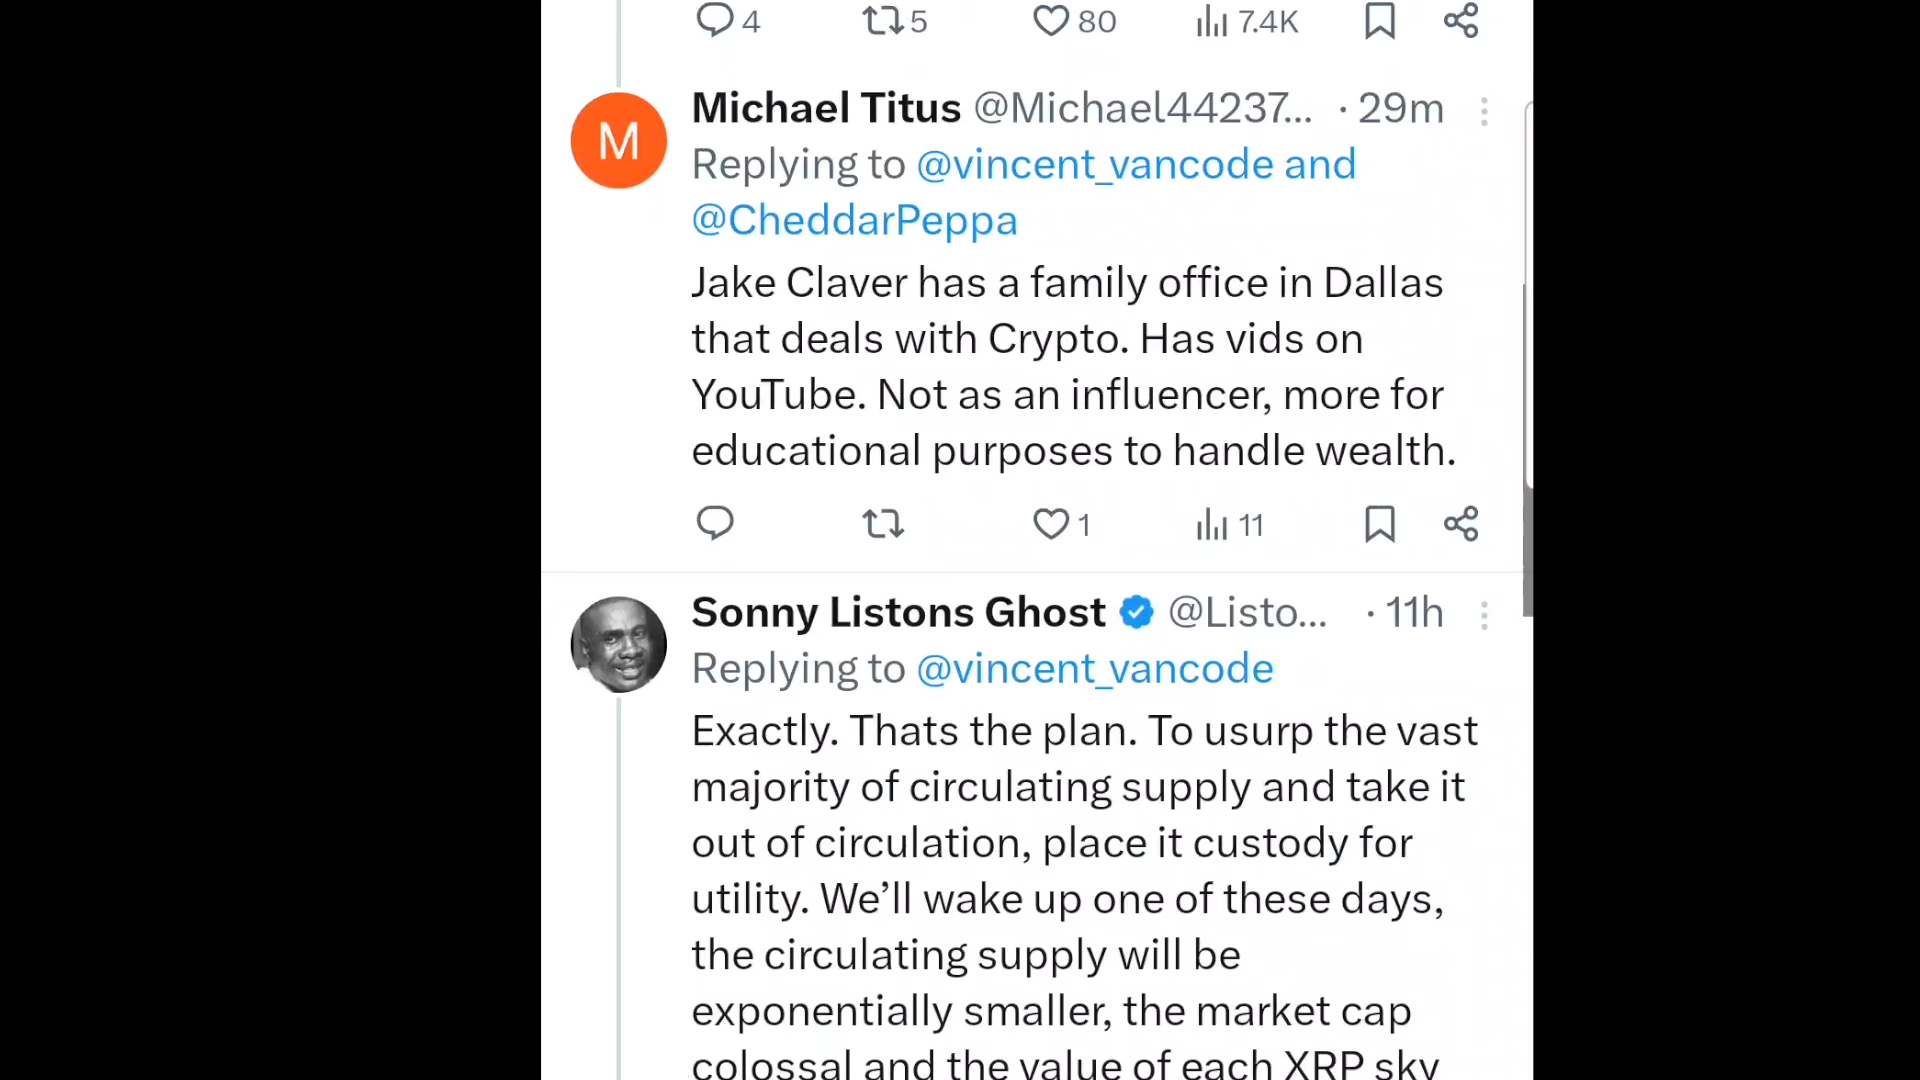 4 5 80 7.4K
M
Michael Titus @Michael44237... · 29m
Replying to @vincent_vancode and
@CheddarPeppa
Jake Claver has a family office in Dallas
that deals with Crypto. Has vids on
YouTube. Not as an influencer, more for
educational purposes to handle wealth.
1 11
Sonny Listons Ghost @Listo... · 11h
Replying to @vincent_vancode
Exactly. Thats the plan. To usurp the vast
majority of circulating supply and take it
out of circulation, place it custody for
utility. We’ll wake up one of these days,
the circulating supply will be
exponentially smaller, the market cap
colossal and the value of each XRP sky